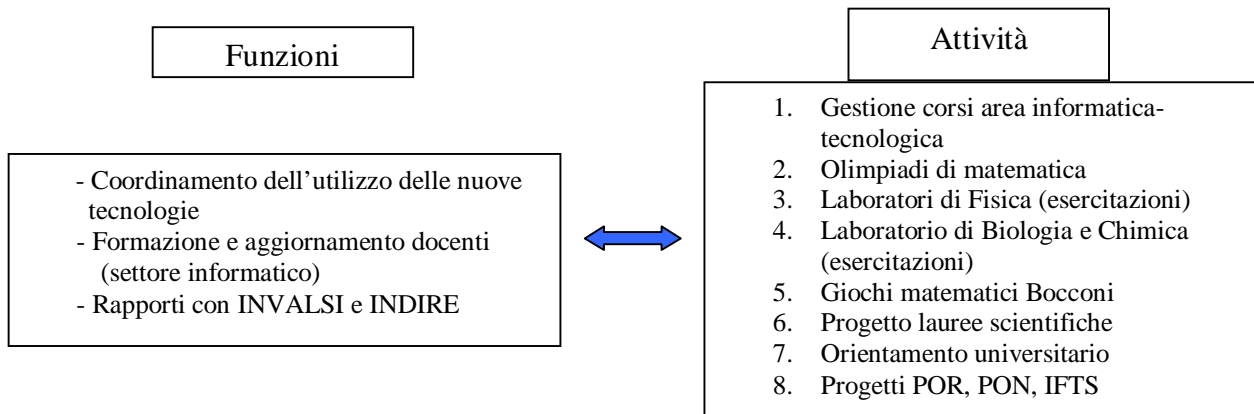 Funzioni
- Coordinamento dell’utilizzo delle nuove
tecnologie
- Formazione e aggiornamento docenti
(settore informatico)
- Rapporti con INVALSI e INDIRE
Attività
1. Gestione corsi area informatica-
tecnologica
2. Olimpiadi di matematica
3. Laboratori di Fisica (esercitazioni)
4. Laboratorio di Biologia e Chimica
(esercitazioni)
5. Giochi matematici Bocconi
6. Progetto lauree scientifiche
7. Orientamento universitario
8. Progetti POR, PON, IFTS